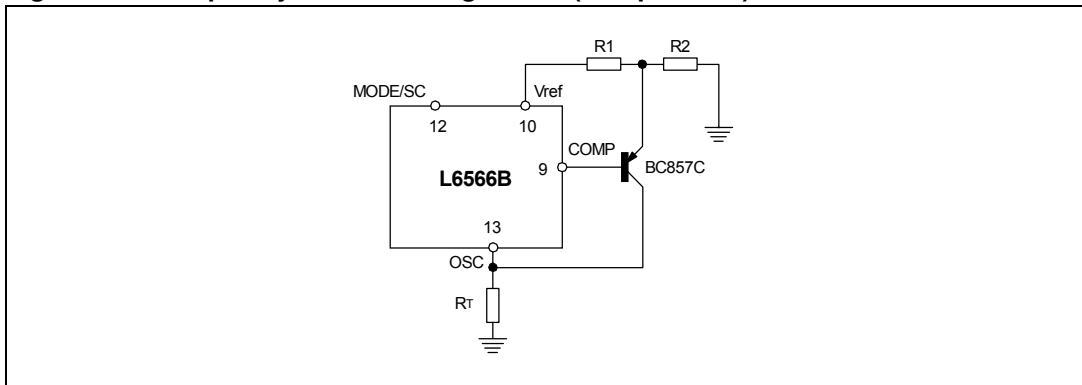 R1 R2
MODE/SC Vref
12 10
COMP
9 BC857C
L6566B
13
OSC
RT